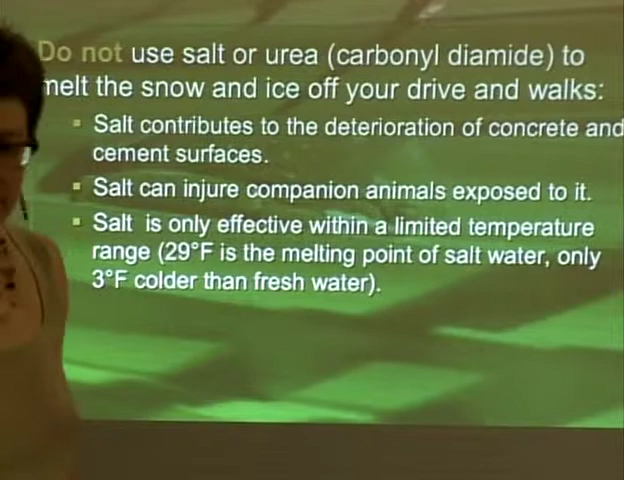 Do not use salt or urea (carbonyl diamide) to
melt the snow and ice off your drive and walks:
Salt contributes to the deterioration of concrete and
cement surfaces.
Salt can injure companion animals exposed to it.
Salt is only effective within a limited temperature
range (29°F is the melting point of salt water, only
3°F colder than fresh water).